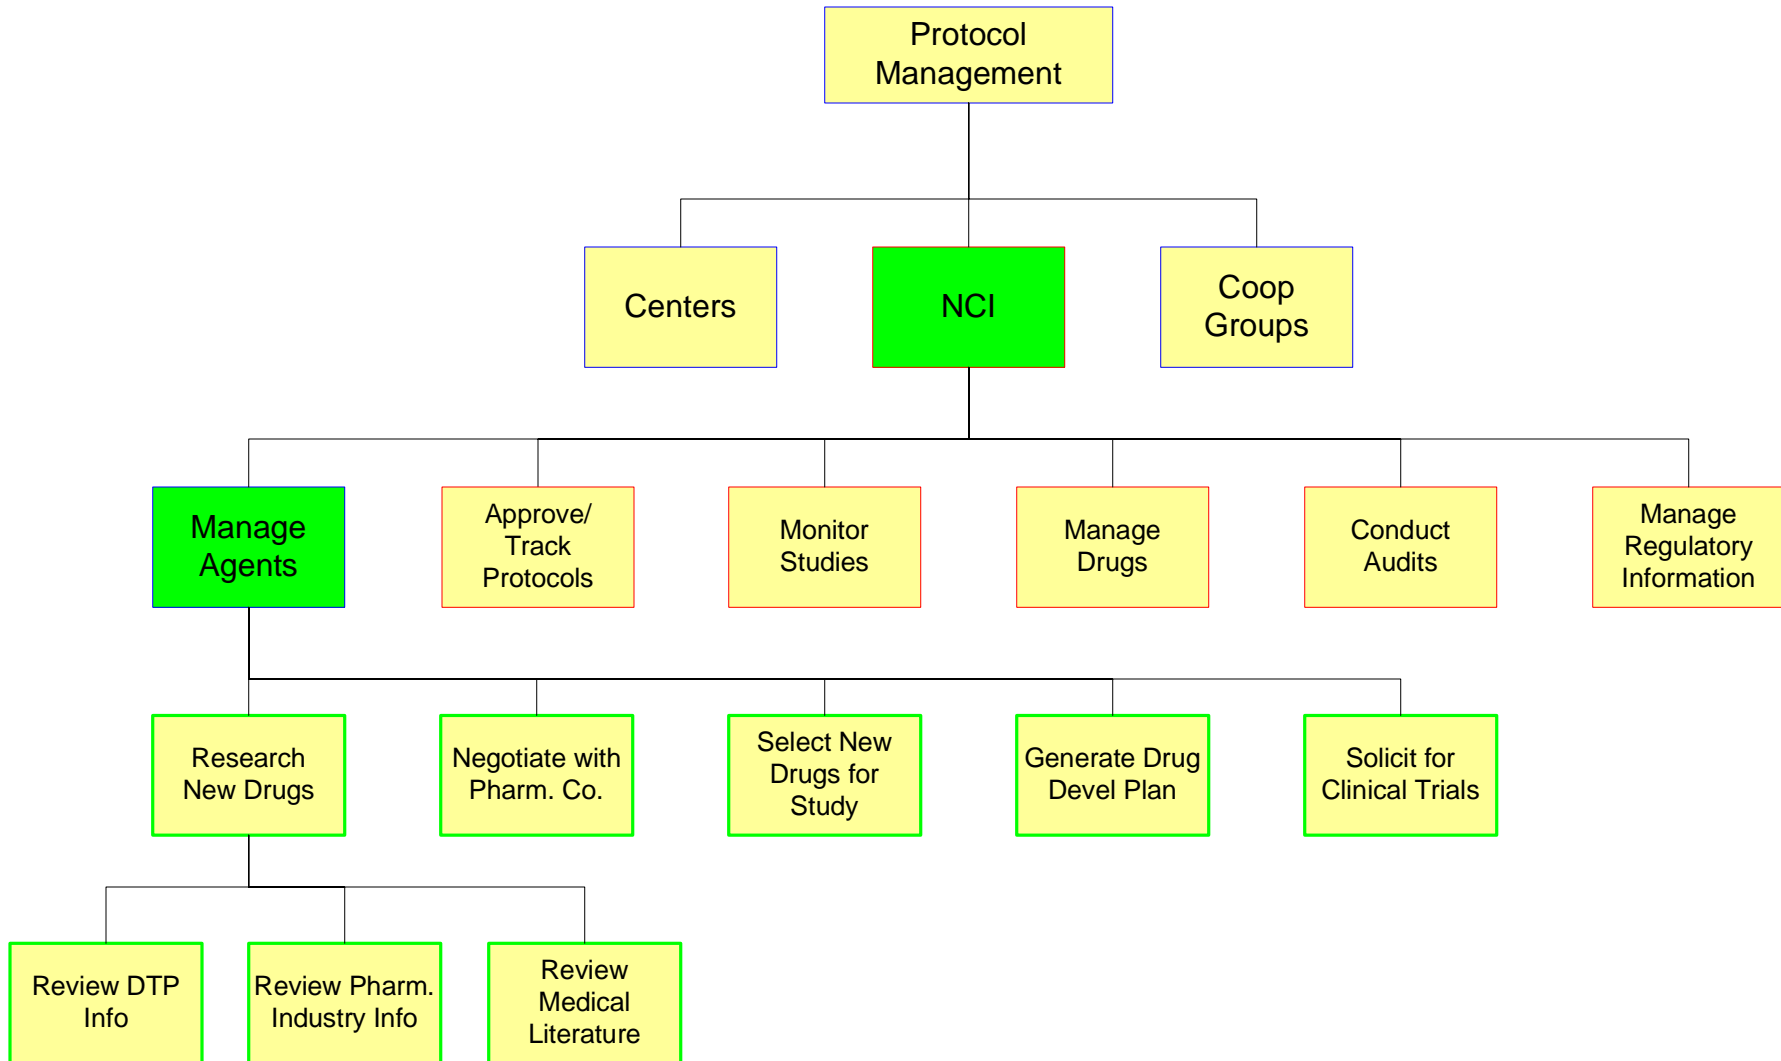 Protocol
Management
Centers
NCI
Coop
Groups
Manage
Agents
Approve/
Track
Protocols
Monitor
Studies
Manage
Drugs
Conduct
Audits
Manage
Regulatory
Information
Research
New Drugs
Negotiate with
Pharm. Co.
Select New
Drugs for
Study
Generate Drug
Devel Plan
Solicit for
Clinical Trials
Review DTP
Info
Review Pharm.
Industry Info
Review
Medical
Literature